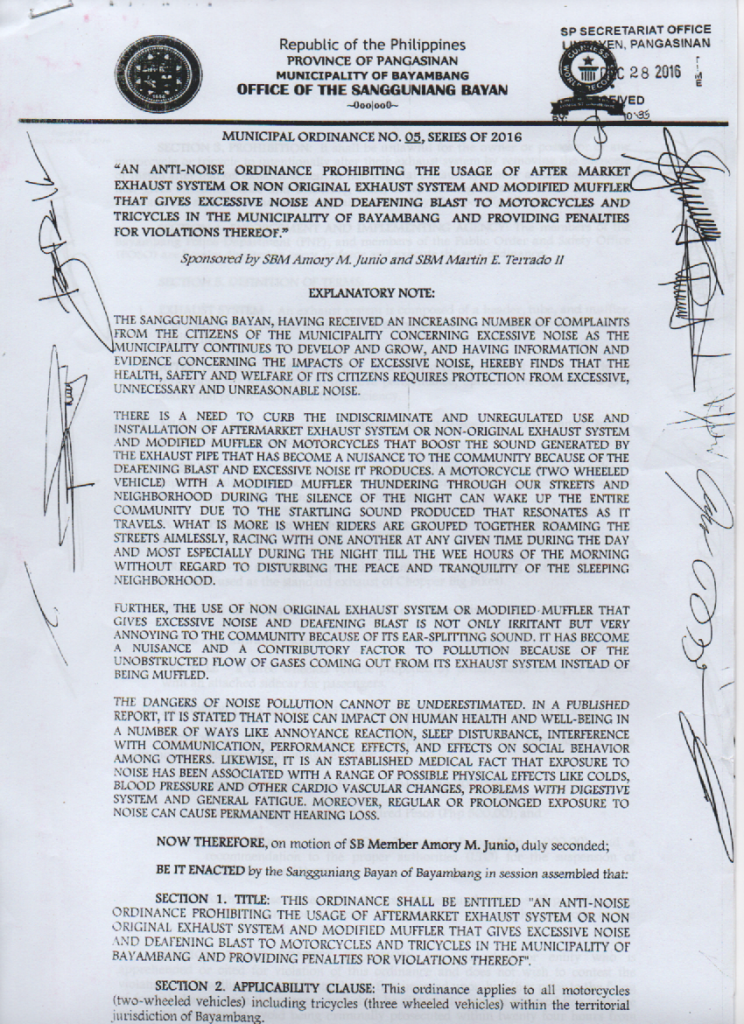 Republic of the Philippines
PROVINCE OF PANGASINAN
MUNICIPALITY OF BAYAMBANG
OFFICE OF THE SANGGUNIANG BAYAN
~0oo|oo0~
SP SECRETARIAT OFFICE
LINGAYEN, PANGASINAN
DEC 28 2016
TIME
RECEIVED
MUNICIPAL ORDINANCE NO. 05, SERIES OF 2016
"AN ANTI-NOISE ORDINANCE PROHIBITING THE USAGE OF AFTER MARKET
EXHAUST SYSTEM OR NON ORIGINAL EXHAUST SYSTEM AND MODIFIED MUFFLER
THAT GIVES EXCESSIVE NOISE AND DEAFENING BLAST TO MOTORCYCLES AND
TRICYCLES IN THE MUNICIPALITY OF BAYAMBANG AND PROVIDING PENALTIES
FOR VIOLATIONS THEREOF."
Sponsored by SBM Amory M. Junio and SBM Martin E. Terrado II
EXPLANATORY NOTE:
THE SANGGUNIANG BAYAN, HAVING RECEIVED AN INCREASING NUMBER OF COMPLAINTS
FROM THE CITIZENS OF THE MUNICIPALITY CONCERNING EXCESSIVE NOISE AS THE
MUNICIPALITY CONTINUES TO DEVELOP AND GROW, AND HAVING INFORMATION AND
EVIDENCE CONCERNING THE IMPACTS OF EXCESSIVE NOISE, HEREBY FINDS THAT THE
HEALTH, SAFETY AND WELFARE OF ITS CITIZENS REQUIRES PROTECTION FROM EXCESSIVE,
UNNECESSARY AND UNREASONABLE NOISE.
THERE IS A NEED TO CURB THE INDISCRIMINATE AND UNREGULATED USE AND
INSTALLATION OF AFTERMARKET EXHAUST SYSTEM OR NON-ORIGINAL EXHAUST SYSTEM
AND MODIFIED MUFFLER ON MOTORCYCLES THAT BOOST THE SOUND GENERATED BY
THE EXHAUST PIPE THAT HAS BECOME A NUISANCE TO THE COMMUNITY BECAUSE OF THE
DEAFENING BLAST AND EXCESSIVE NOISE IT PRODUCES. A MOTORCYCLE (TWO WHEELED
VEHICLE) WITH A MODIFIED MUFFLER THUNDERING THROUGH OUR STREETS AND
NEIGHBORHOOD DURING THE SILENCE OF THE NIGHT CAN WAKE UP THE ENTIRE
COMMUNITY DUE TO THE STARTLING SOUND PRODUCED THAT RESONATES AS IT
TRAVELS. WHAT IS MORE IS WHEN RIDERS ARE GROUPED TOGETHER ROAMING THE
STREETS AIMLESSLY, RACING WITH ONE ANOTHER AT ANY GIVEN TIME DURING THE DAY
AND MOST ESPECIALLY DURING THE NIGHT TILL THE WEE HOURS OF THE MORNING
WITHOUT REGARD TO DISTURBING THE PEACE AND TRANQUILITY OF THE SLEEPING
NEIGHBORHOOD.
FURTHER, THE USE OF NON ORIGINAL EXHAUST SYSTEM OR MODIFIED MUFFLER THAT
GIVES EXCESSIVE NOISE AND DEAFENING BLAST IS NOT ONLY IRRITANT BUT VERY
ANNOYING TO THE COMMUNITY BECAUSE OF ITS EAR-SPLITTING SOUND. IT HAS BECOME
A NUISANCE AND A CONTRIBUTORY FACTOR TO POLLUTION BECAUSE OF THE
UNOBSTRUCTED FLOW OF GASES COMING OUT FROM ITS EXHAUST SYSTEM INSTEAD OF
BEING MUFFLED.
THE DANGERS OF NOISE POLLUTION CANNOT BE UNDERESTIMATED. IN A PUBLISHED
REPORT, IT IS STATED THAT NOISE CAN IMPACT ON HUMAN HEALTH AND WELL-BEING IN
A NUMBER OF WAYS LIKE ANNOYANCE REACTION, SLEEP DISTURBANCE, INTERFERENCE
WITH COMMUNICATION, PERFORMANCE EFFECTS, AND EFFECTS ON SOCIAL BEHAVIOR
AMONG OTHERS. LIKEWISE, IT IS AN ESTABLISHED MEDICAL FACT THAT EXPOSURE TO
NOISE HAS BEEN ASSOCIATED WITH A RANGE OF POSSIBLE PHYSICAL EFFECTS LIKE COLDS,
BLOOD PRESSURE AND OTHER CARDIO VASCULAR CHANGES, PROBLEMS WITH DIGESTIVE
SYSTEM AND GENERAL FATIGUE. MOREOVER, REGULAR OR PROLONGED EXPOSURE TO
NOISE CAN CAUSE PERMANENT HEARING LOSS.
NOW THEREFORE, on motion of SB Member Amory M. Junio, duly seconded;
BE IT ENACTED by the Sangguniang Bayan of Bayambang in session assembled that:
SECTION 1. TITLE: THIS ORDINANCE SHALL BE ENTITLED "AN ANTI-NOISE
ORDINANCE PROHIBITING THE USAGE OF AFTERMARKET EXHAUST SYSTEM OR NON
ORIGINAL EXHAUST SYSTEM AND MODIFIED MUFFLER THAT GIVES EXCESSIVE NOISE
AND DEAFENING BLAST TO MOTORCYCLES AND TRICYCLES IN THE MUNICIPALITY OF
BAYAMBANG AND PROVIDING PENALTIES FOR VIOLATIONS THEREOF".
SECTION 2. APPLICABILITY CLAUSE: This ordinance applies to all motorcycles
(two-wheeled vehicles) including tricycles (three wheeled vehicles) within the territorial
jurisdiction of Bayambang.